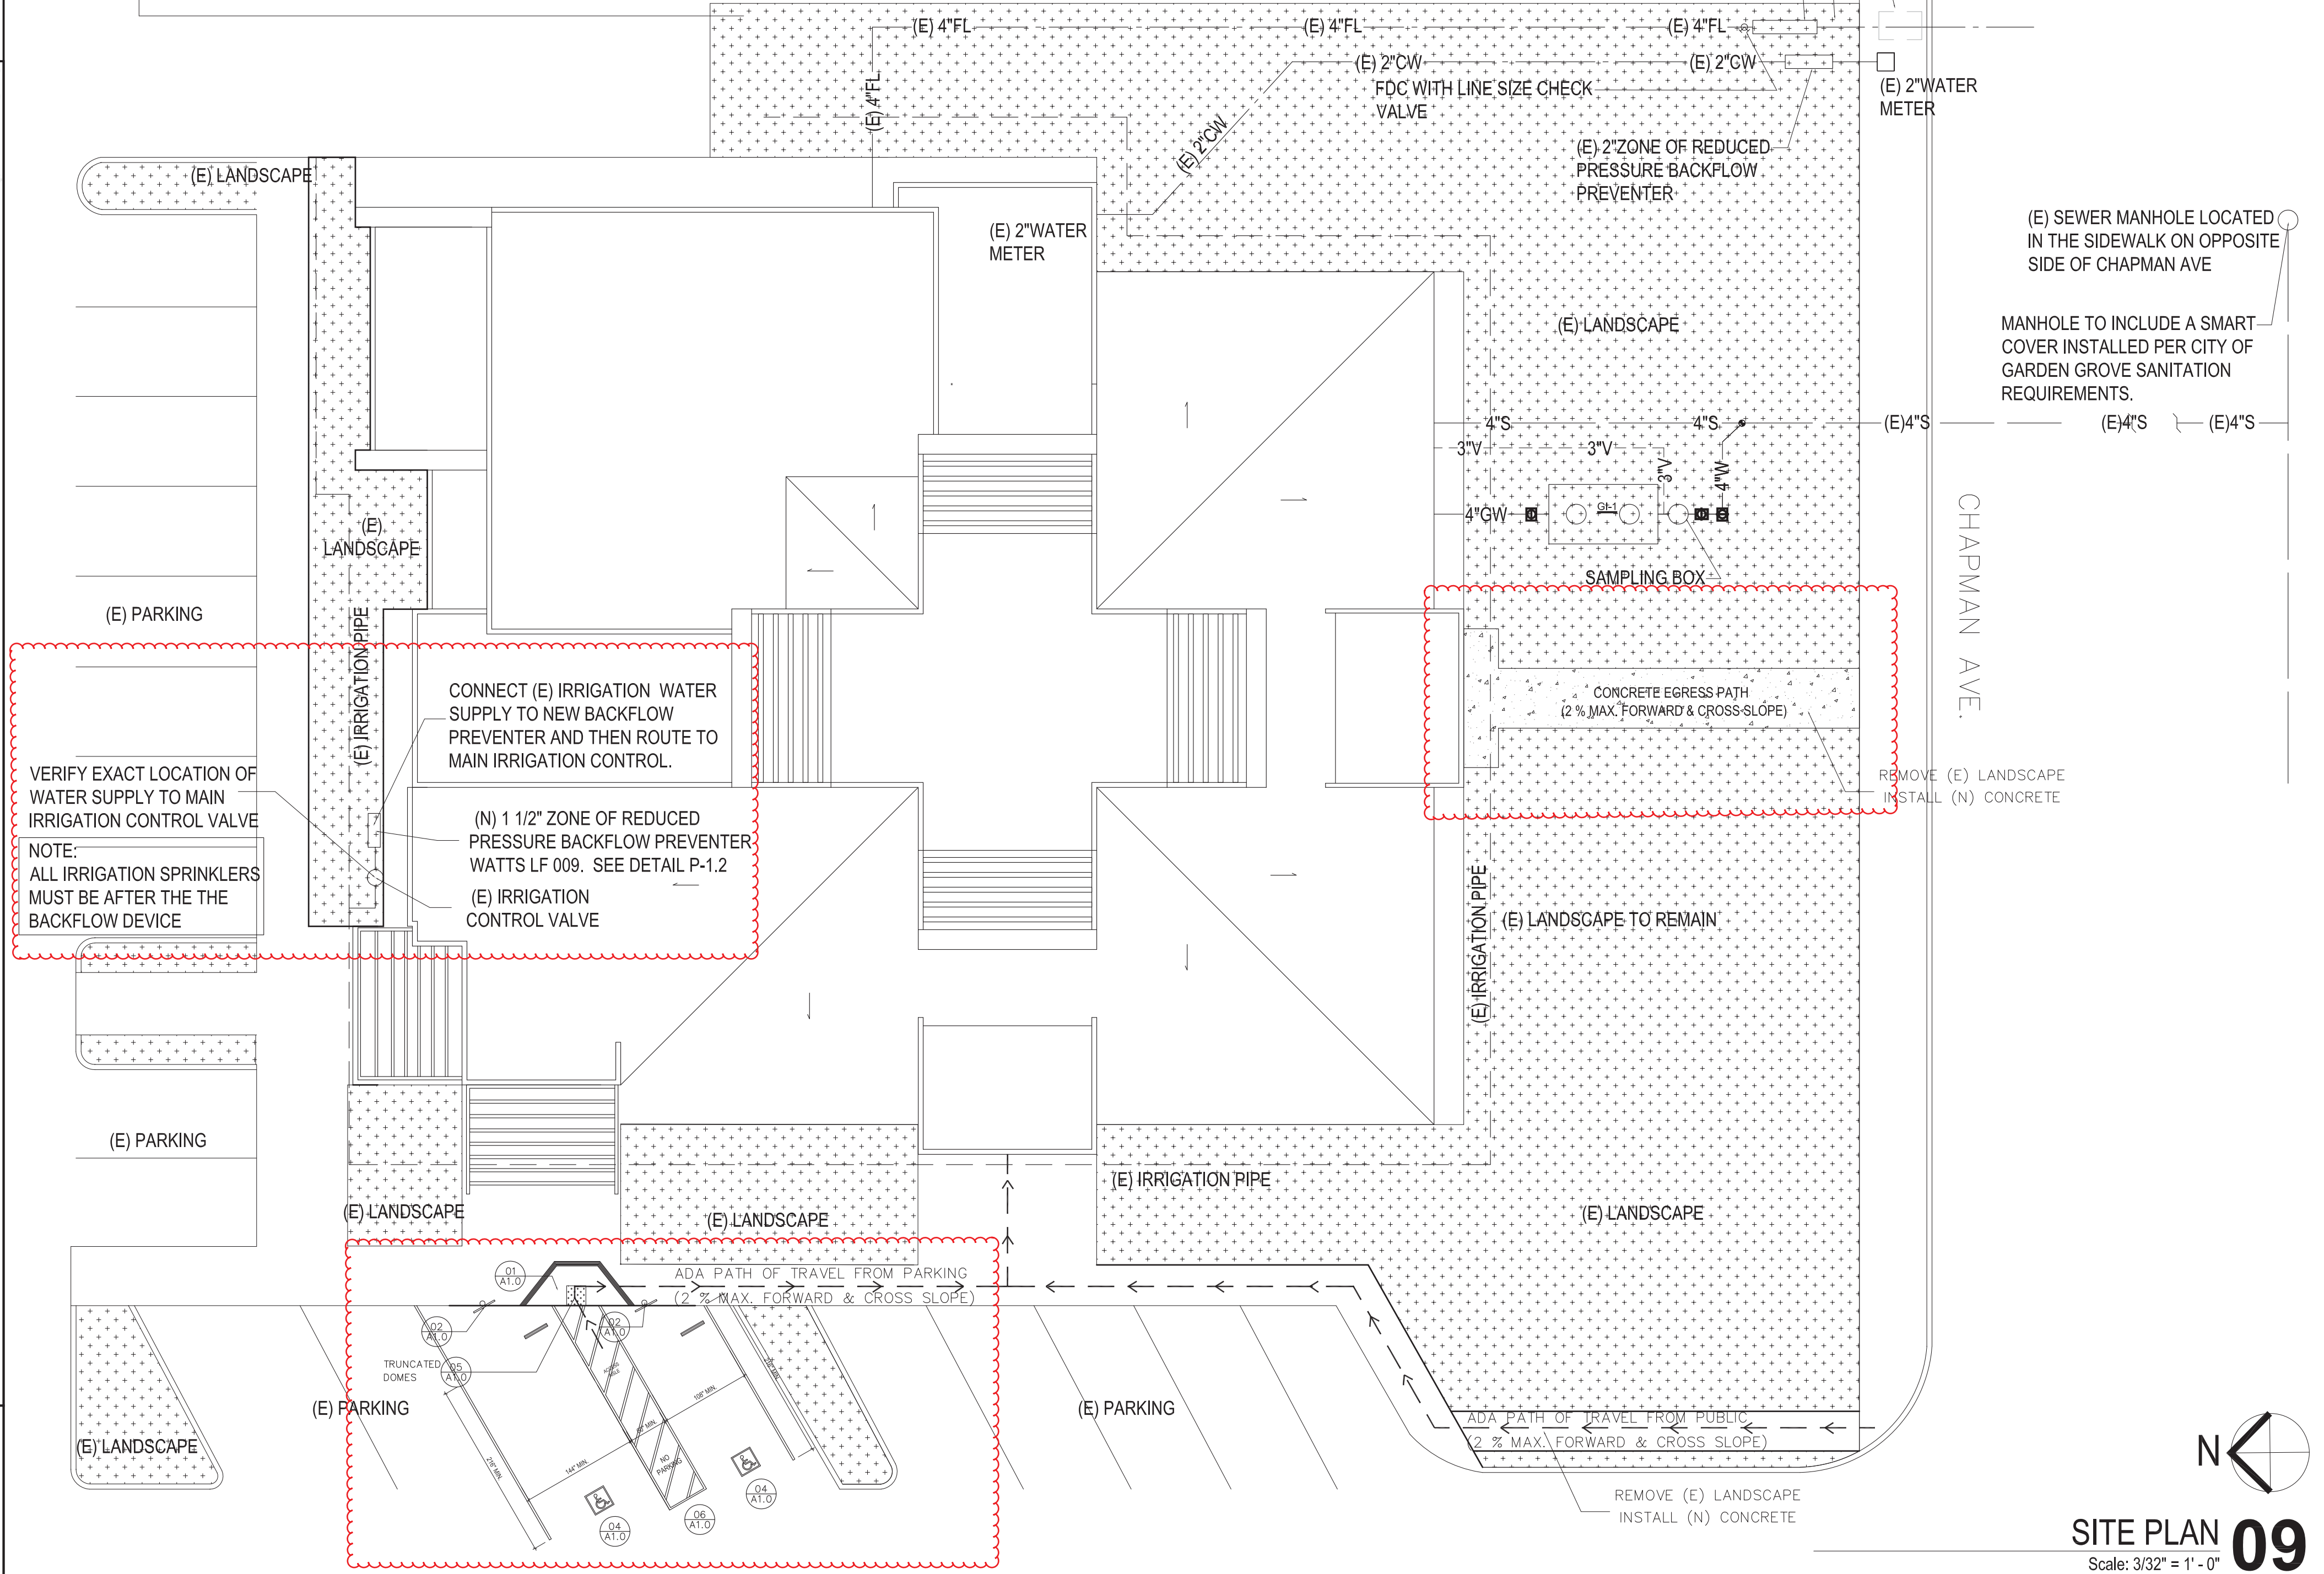 (E) 4"FL
(E) 4"FL
(E) 4"FL
(E) 4"FL
(E) 2"CW
(E) 2"CW
(E) 2"CW
FDC WITH LINE SIZE CHECK
VALVE
(E) 2"WATER
METER
(E) 2"ZONE OF REDUCED
PRESSURE BACKFLOW
PREVENTER
(E) LANDSCAPE
(E) 2"WATER
METER
(E) SEWER MANHOLE LOCATED
IN THE SIDEWALK ON OPPOSITE
SIDE OF CHAPMAN AVE
MANHOLE TO INCLUDE A SMART
COVER INSTALLED PER CITY OF
GARDEN GROVE SANITATION
REQUIREMENTS.
(E) LANDSCAPE
4"S
4"S
(E)4"S
(E)4"S
(E)4"S
3"V
3"V
3"V
4"W
4"GW
GI-1
SAMPLING BOX
CHAPMAN AVE.
(E)
LANDSCAPE
(E) PARKING
(E) IRRIGATION PIPE
CONNECT (E) IRRIGATION WATER
SUPPLY TO NEW BACKFLOW
PREVENTER AND THEN ROUTE TO
MAIN IRRIGATION CONTROL.
VERIFY EXACT LOCATION OF
WATER SUPPLY TO MAIN
IRRIGATION CONTROL VALVE
NOTE:
ALL IRRIGATION SPRINKLERS
MUST BE AFTER THE THE
BACKFLOW DEVICE
(N) 1 1/2" ZONE OF REDUCED
PRESSURE BACKFLOW PREVENTER
WATTS LF 009. SEE DETAIL P-1.2
(E) IRRIGATION
CONTROL VALVE
CONCRETE EGRESS PATH
(2 % MAX. FORWARD & CROSS SLOPE)
REMOVE (E) LANDSCAPE
INSTALL (N) CONCRETE
(E) IRRIGATION PIPE
(E) LANDSCAPE TO REMAIN
(E) PARKING
(E) IRRIGATION PIPE
(E) LANDSCAPE
(E) LANDSCAPE
(E) LANDSCAPE
01
A1.0
ADA PATH OF TRAVEL FROM PARKING
(2 % MAX. FORWARD & CROSS SLOPE)
02
A1.0
02
A1.0
TRUNCATED
DOMES
05
A1.0
108" MIN.
216" MIN.
144" MIN.
216" MIN.
NO
PARKING
04
A1.0
04
A1.0
06
A1.0
(E) PARKING
(E) LANDSCAPE
(E) PARKING
ADA PATH OF TRAVEL FROM PUBLIC
(2 % MAX. FORWARD & CROSS SLOPE)
REMOVE (E) LANDSCAPE
INSTALL (N) CONCRETE
N
SITE PLAN 09
Scale: 3/32" = 1' - 0"